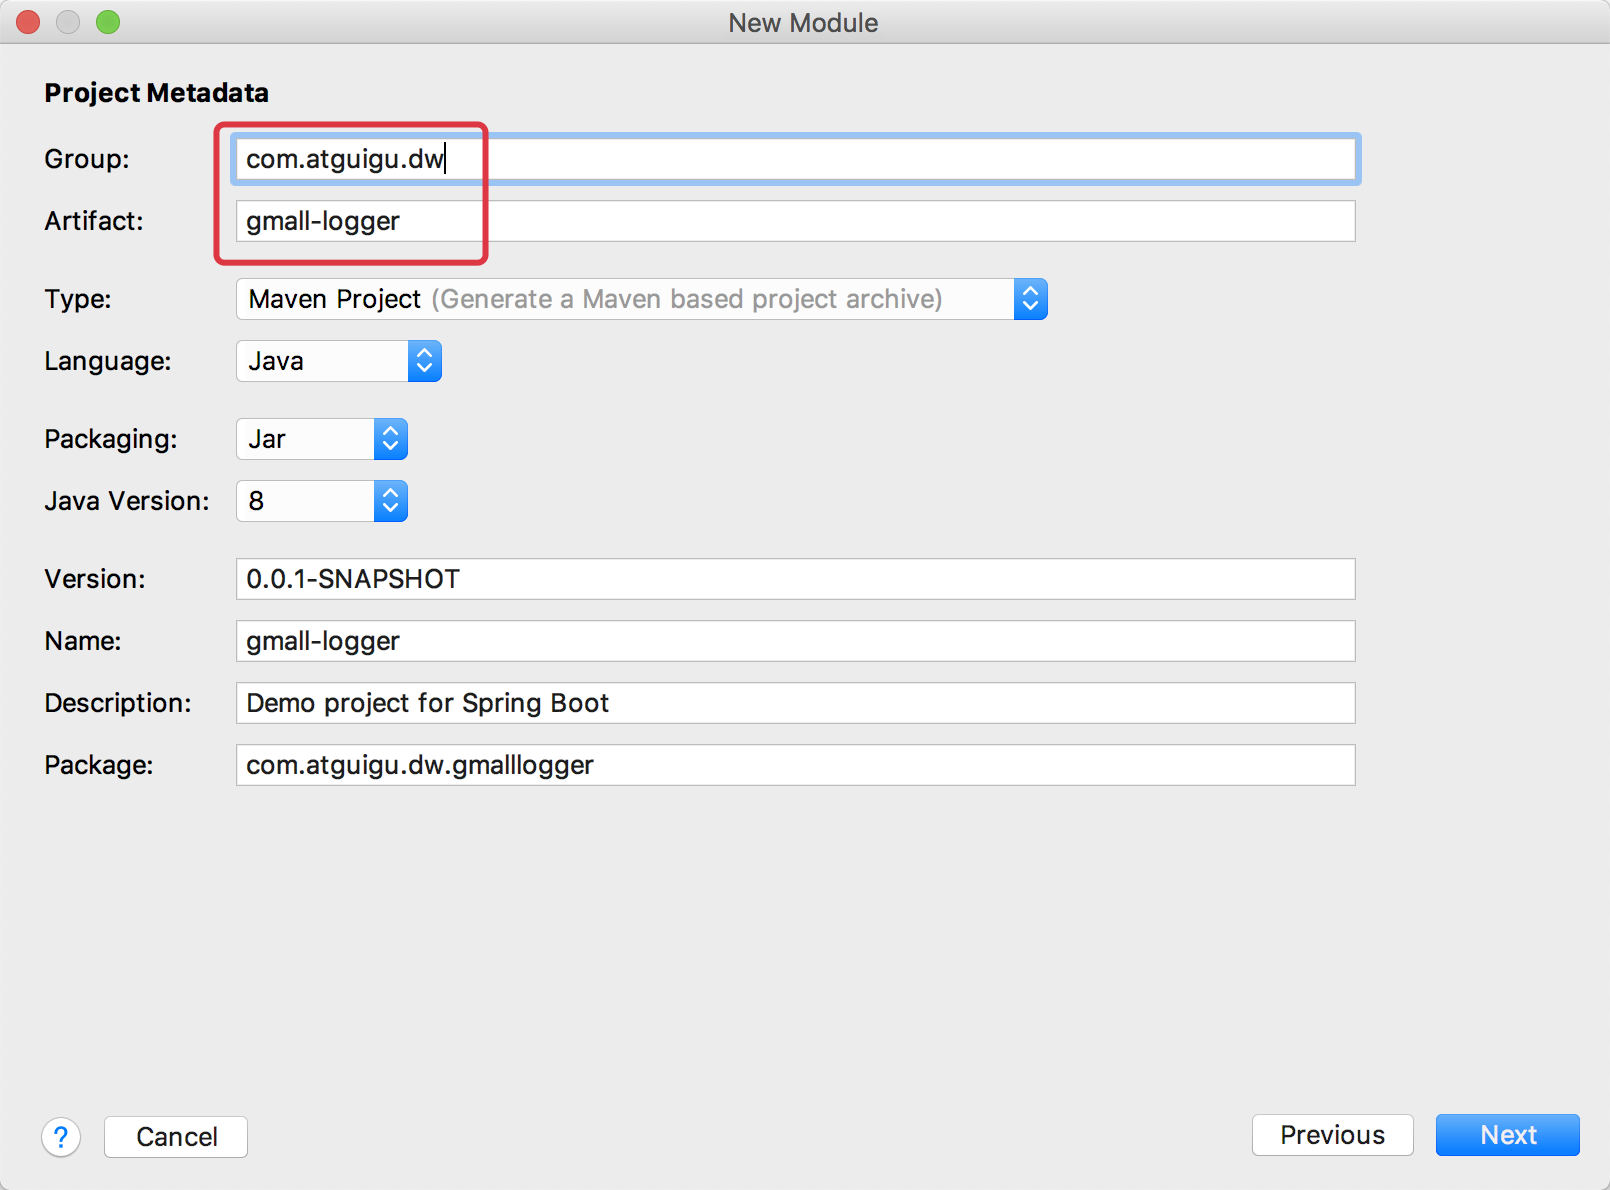 New Module
Project Metadata
Group: com.atguigu.dw
Artifact: gmall-logger
Type: Maven Project (Generate a Maven based project archive)
Language: Java
Packaging: Jar
Java Version: 8
Version: 0.0.1-SNAPSHOT
Name: gmall-logger
Description: Demo project for Spring Boot
Package: com.atguigu.dw.gmalllogger
? Cancel Previous Next